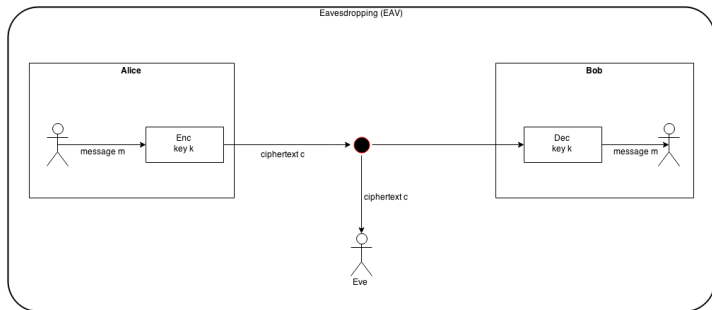 Eavesdropping (EAV)
Alice
Bob
Enc
key k
message m
ciphertext c
Dec
key k
message m
ciphertext c
Eve